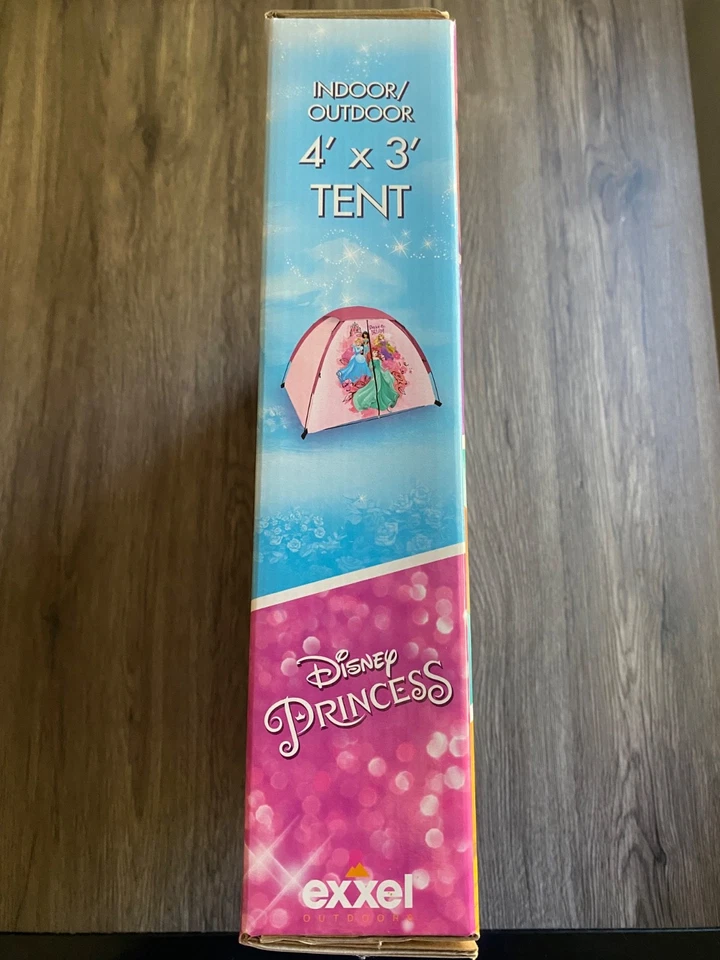 INDOOR/
OUTDOOR
4' x 3'
TENT
Disney
PRINCESS
exxel
OUTDOORS